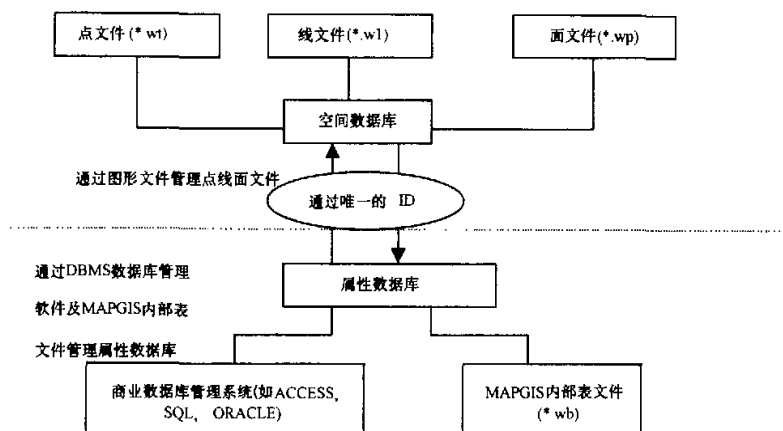 点文件 (*. wt)
线文件(*.w1)
面文件(*.wp)
空间数据库
通过图形文件管理点线面文件
通过唯一的 ID
通过DBMS数据库管理
软件及MAPGIS内部表
文件管理属性数据库
属性数据库
商业数据库管理系统(如ACCESS,
SQL, ORACLE)
MAPGIS内部表文件
(* wb)